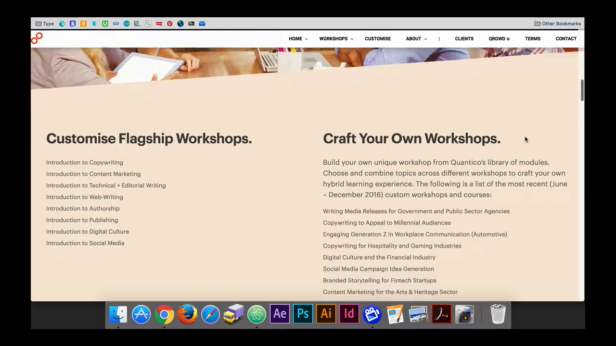 Type
Other Bookmarks
HOME
WORKSHOPS
CUSTOMISE
ABOUT
|
CLIENTS
QROWD
TERMS
CONTACT
Customise Flagship Workshops.
Introduction to Copywriting
Introduction to Content Marketing
Introduction to Technical + Editorial Writing
Introduction to Web-Writing
Introduction to Authorship
Introduction to Publishing
Introduction to Digital Culture
Introduction to Social Media
Craft Your Own Workshops.
Build your own unique workshop from Quantico's library of modules.
Choose and combine topics across different workshops to craft your own
hybrid learning experience. The following is a list of the most recent (June
– December 2016) custom workshops and courses:
Writing Media Releases for Government and Public Sector Agencies
Copywriting to Appeal to Millennial Audiences
Engaging Generation Z in Workplace Communication (Automotive)
Copywriting for Hospitality and Gaming Industries
Digital Culture and the Financial Industry
Social Media Campaign Idea Generation
Branded Storytelling for Fintech Startups
Content Marketing for the Arts & Heritage Sector
Ae
Ps
Ai
Id